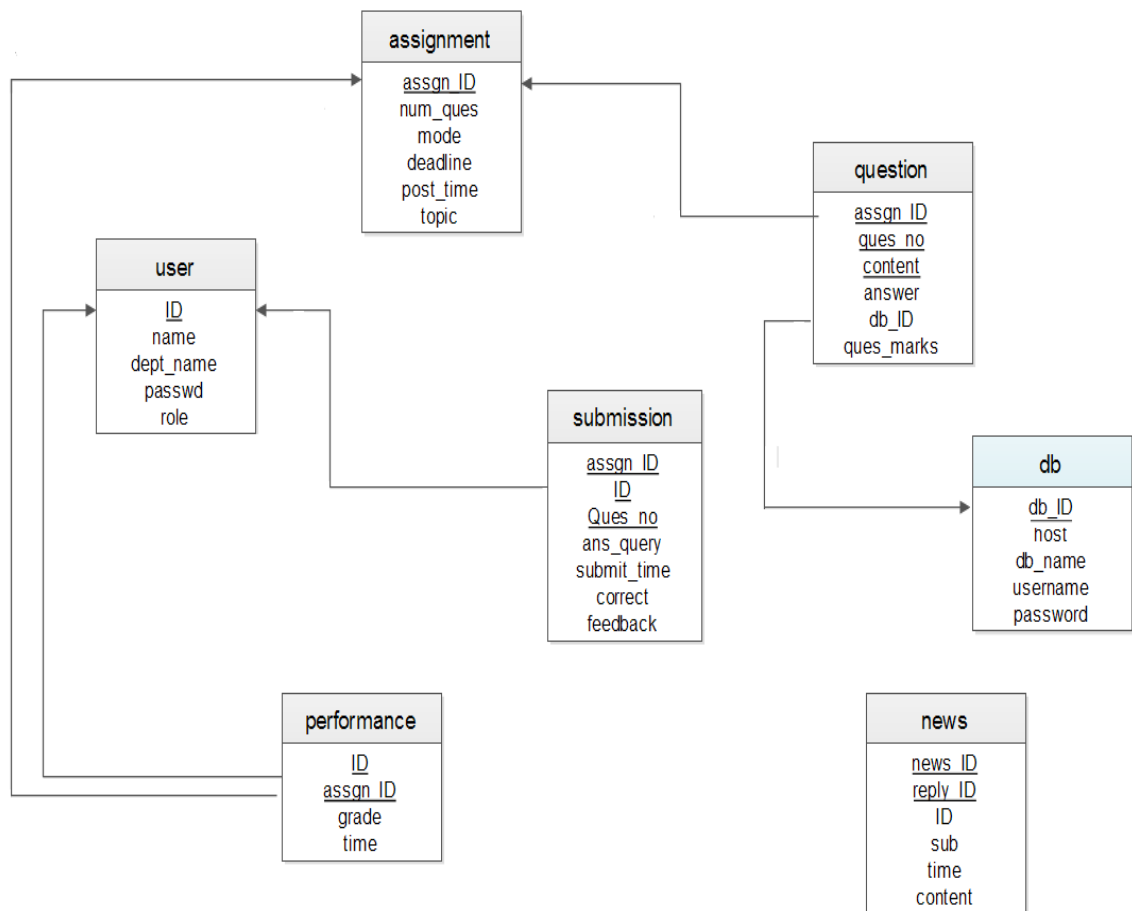 assignment
assgn_ID
num_ques
mode
deadline
post_time
topic
question
assgn_ID
ques_no
content
answer
db_ID
ques_marks
user
ID
name
dept_name
passwd
role
submission
assgn_ID
ID
Ques_no
ans_query
submit_time
correct
feedback
db
db_ID
host
db_name
username
password
performance
ID
assgn_ID
grade
time
news
news_ID
reply_ID
ID
sub
time
content